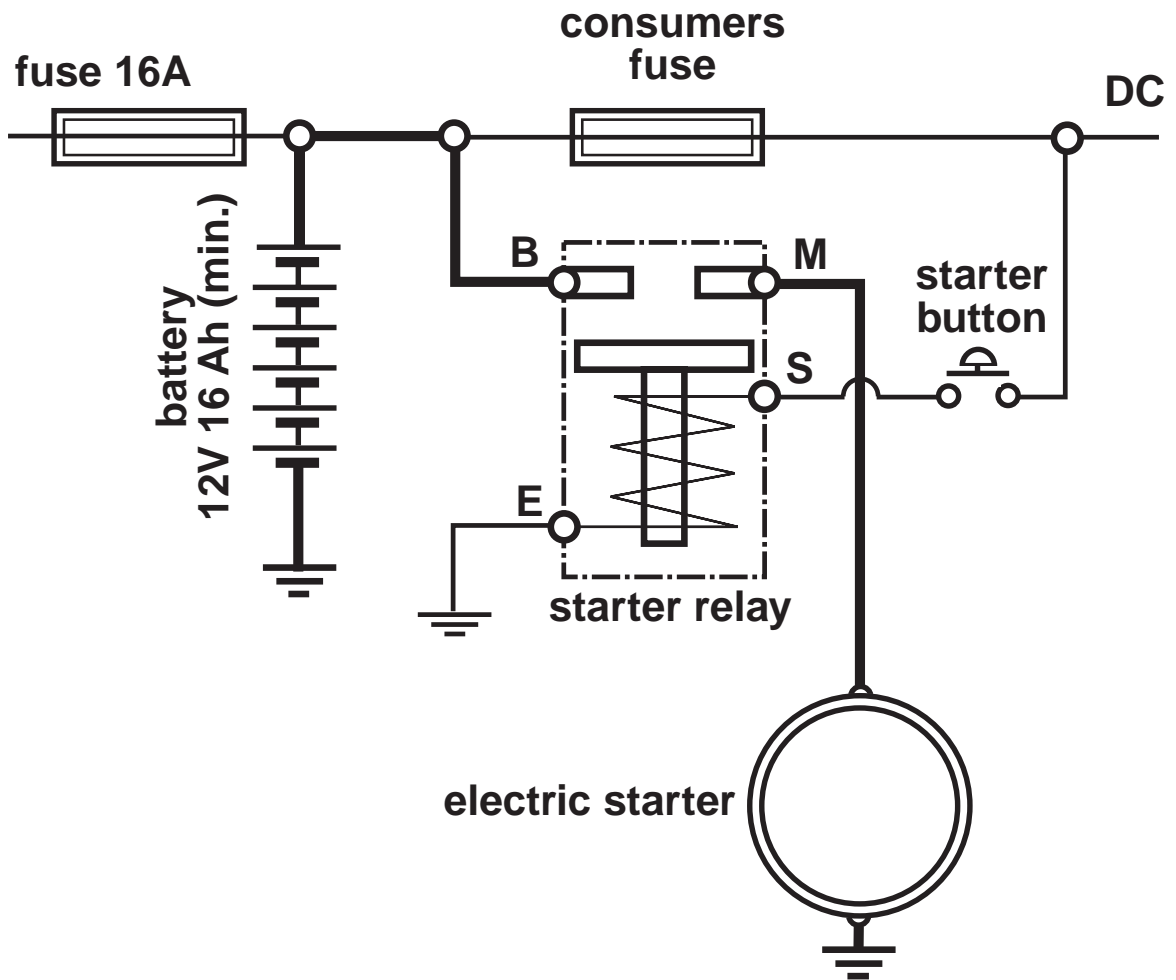 consumers
fuse
fuse 16A
DC
battery
12V 16 Ah (min.)
B
M
starter
button
S
E
starter relay
electric starter